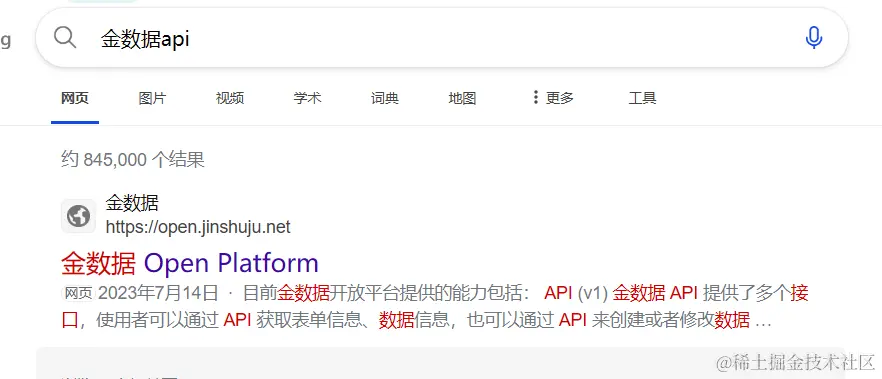 g
金数据api
网页 图片 视频 学术 词典 地图 更多 工具
约 845,000 个结果
金数据
https://open.jinshuju.net
金数据 Open Platform
网页 2023年7月14日 · 目前金数据开放平台提供的能力包括： API (v1) 金数据 API 提供了多个接
口，使用者可以通过 API 获取表单信息、数据信息，也可以通过 API 来创建或者修改数据 …
@稀土掘金技术社区